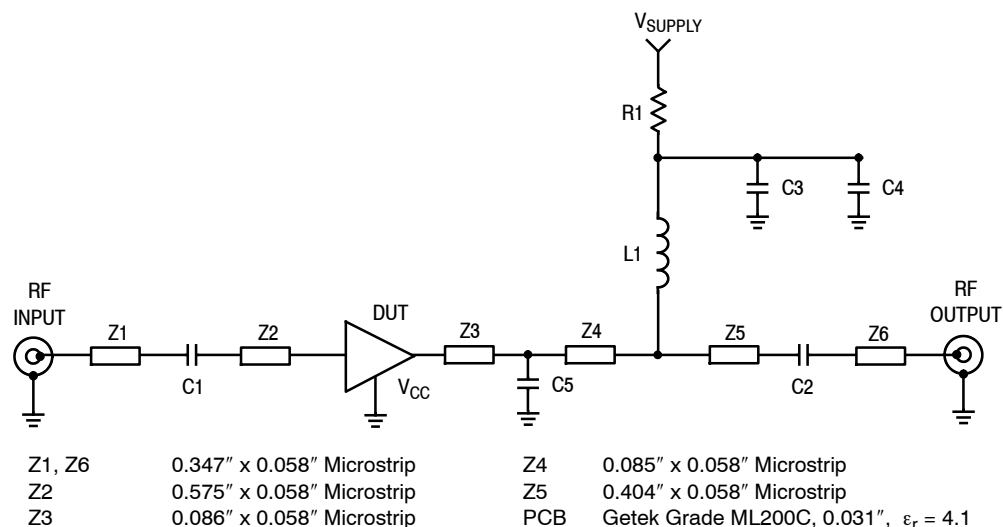 V_SUPPLY
R1
C3
C4
L1
RF
INPUT
Z1
C1
Z2
DUT
V_CC
Z3
C5
Z4
Z5
C2
Z6
RF
OUTPUT
Z1, Z6 0.347″ x 0.058″ Microstrip
Z2 0.575″ x 0.058″ Microstrip
Z3 0.086″ x 0.058″ Microstrip
Z4 0.085″ x 0.058″ Microstrip
Z5 0.404″ x 0.058″ Microstrip
PCB Getek Grade ML200C, 0.031″, εr = 4.1